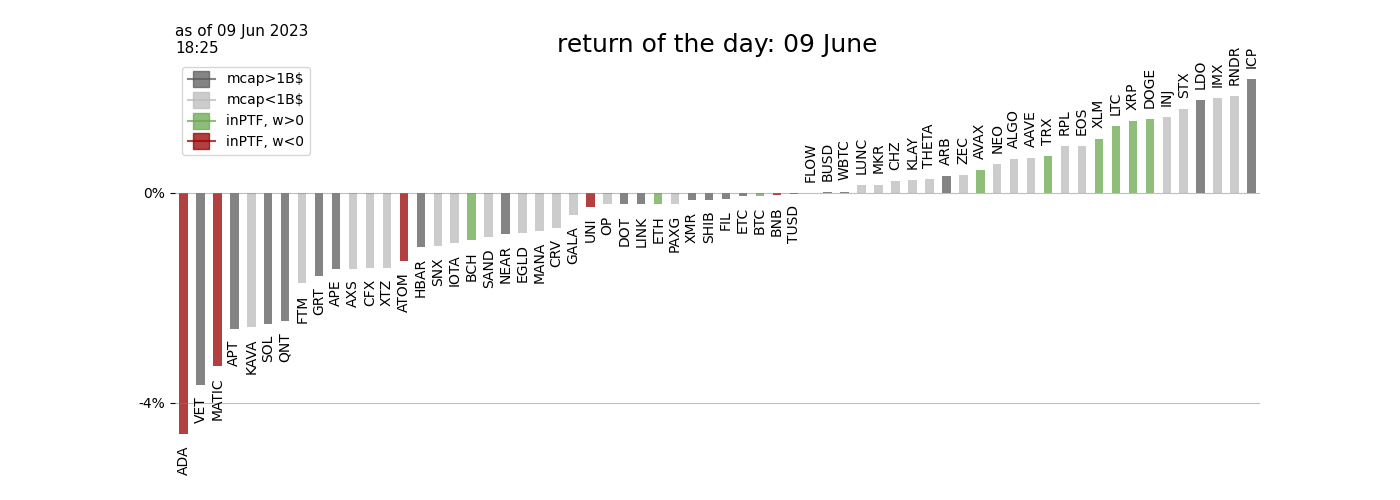 as of 09 Jun 2023
18:25
return of the day: 09 June
mcap>1B$
mcap<1B$
inPTF, w>0
inPTF, w<0
0%
-4%
ADA
VET
MATIC
APT
KAVA
SOL
QNT
FTM
GRT
APE
AXS
CFX
XTZ
ATOM
HBAR
SNX
IOTA
BCH
SAND
NEAR
EGLD
MANA
CRV
GALA
UNI
OP
DOT
LINK
ETH
PAXG
XMR
SHIB
FIL
ETC
BTC
BNB
TUSD
FLOW
BUSD
WBTC
LUNC
MKR
CHZ
KLAY
THETA
ARB
ZEC
AVAX
NEO
ALGO
AAVE
TRX
RPL
EOS
XLM
LTC
XRP
DOGE
INJ
STX
LDO
IMX
RNDR
ICP